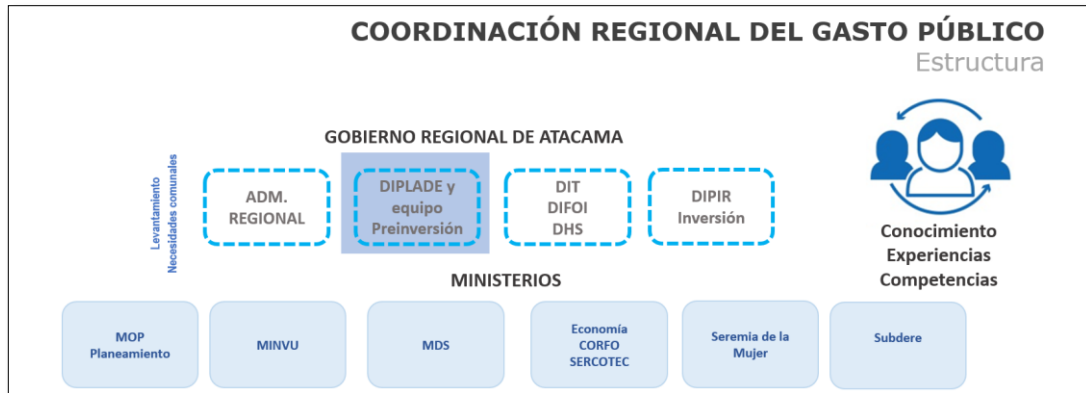 COORDINACIÓN REGIONAL DEL GASTO PÚBLICO
Estructura
GOBIERNO REGIONAL DE ATACAMA
Levantamiento
Necesidades comunales
ADM.
REGIONAL
DIPLADE y
equipo
Preinversión
DIT
DIFOI
DHS
DIPIR
Inversión
Conocimiento
Experiencias
Competencias
MINISTERIOS
MOP
Planeamiento
MINVU
MDS
Economía
CORFO
SERCOTEC
Seremia de la
Mujer
Subdere